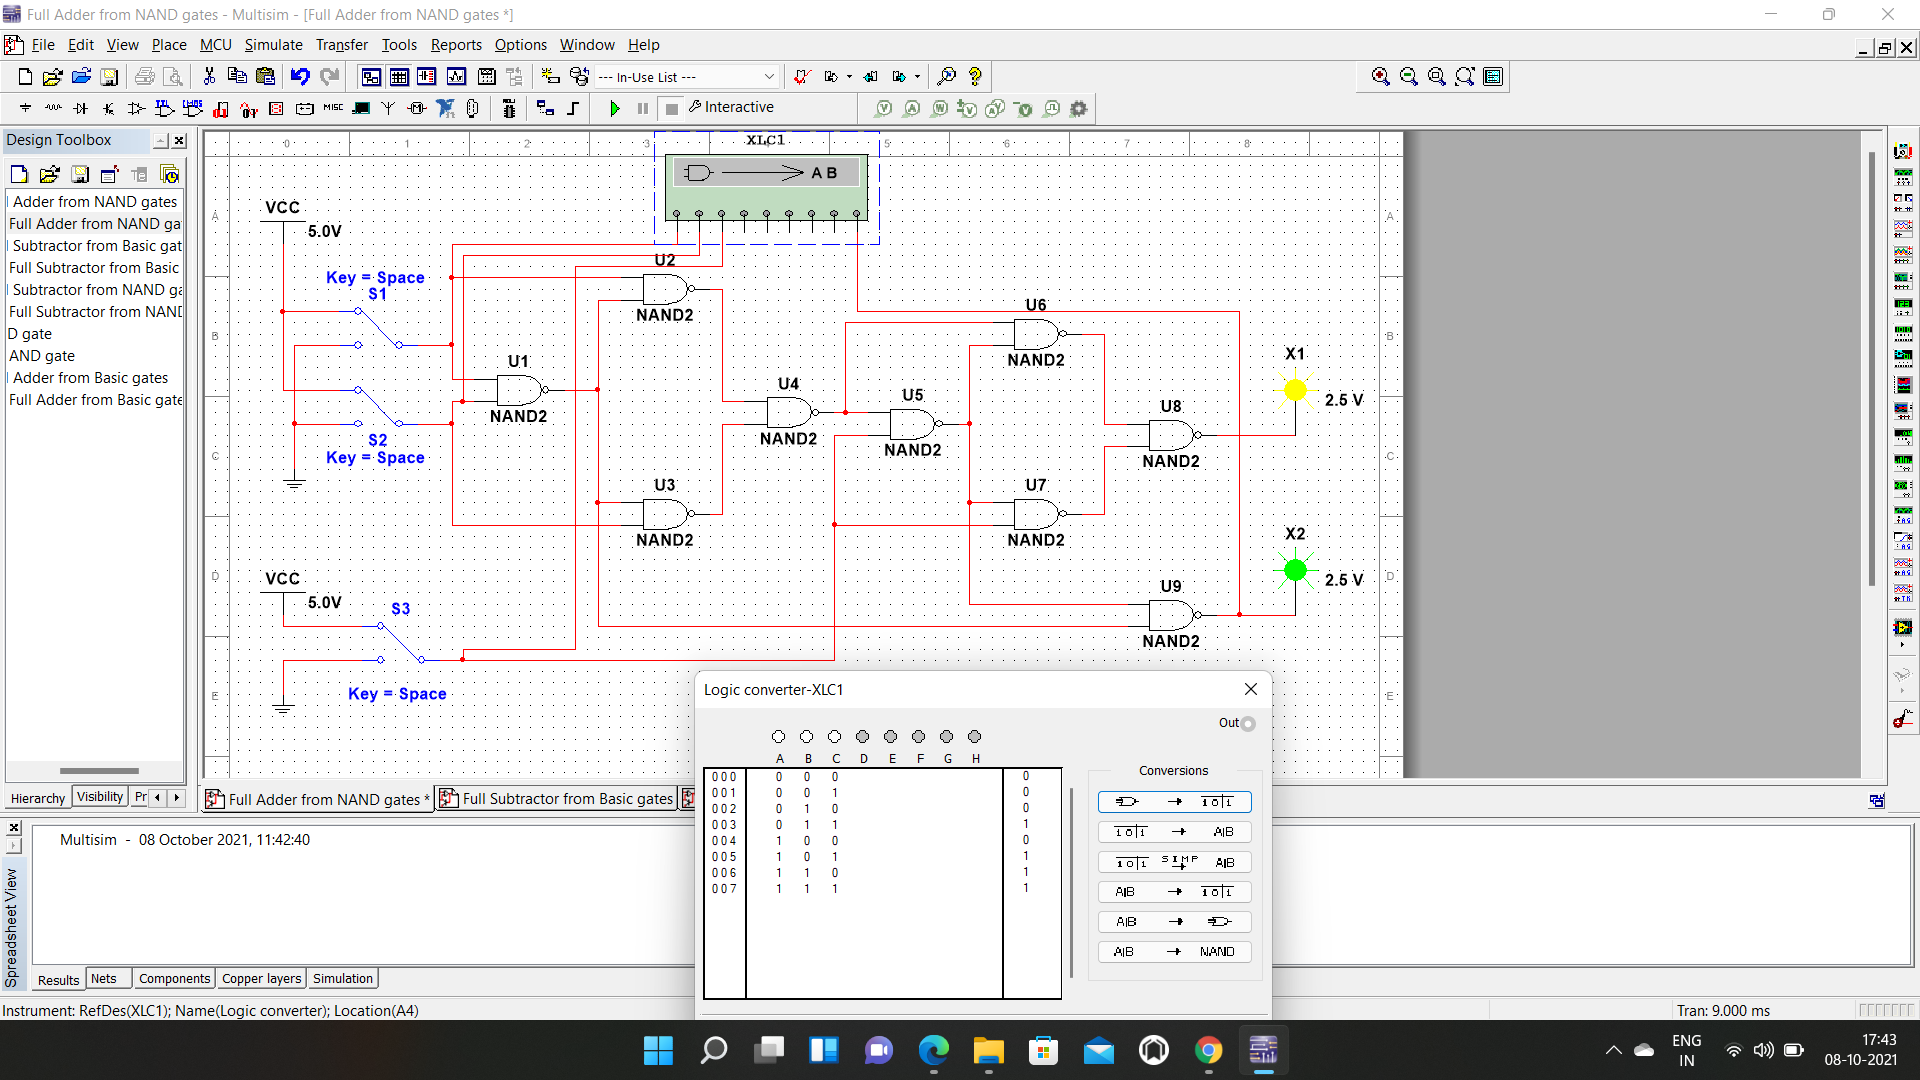 Full Adder from NAND gates - Multisim - [Full Adder from NAND gates *]
File Edit View Place MCU Simulate Transfer Tools Reports Options Window Help
--- In-Use List ---
MISC
Interactive
Design Toolbox
Adder from NAND gates
Full Adder from NAND ga
Subtractor from Basic gat
Full Subtractor from Basic
Subtractor from NAND ga
Full Subtractor from NAND
D gate
AND gate
Adder from Basic gates
Full Adder from Basic gate
Hierarchy Visibility Pr
0 1 2 3 4 5 6 7 8
A B C D E
A B C D E
XLC1
A B
VCC
5.0V
Key = Space
S1
S2
Key = Space
VCC
5.0V
S3
Key = Space
U1
NAND2
U2
NAND2
U3
NAND2
U4
NAND2
U5
NAND2
U6
NAND2
U7
NAND2
U8
NAND2
U9
NAND2
X1
2.5 V
X2
2.5 V
Full Adder from NAND gates * Full Subtractor from Basic gates
Logic converter-XLC1
Out
A B C D E F G H
000 0 0 0 0
001 0 0 1 0
002 0 1 0 0
003 0 1 1 1
004 1 0 0 0
005 1 0 1 1
006 1 1 0 1
007 1 1 1 1
Conversions
→ 1 0 1
1 0 1 → A|B
1 0 1 SIMP A|B
A|B → 1 0 1
A|B →
A|B → NAND
Multisim - 08 October 2021, 11:42:40
Spreadsheet View
Results Nets Components Copper layers Simulation
Instrument: RefDes(XLC1); Name(Logic converter); Location(A4)
Tran: 9.000 ms
ENG
IN
17:43
08-10-2021